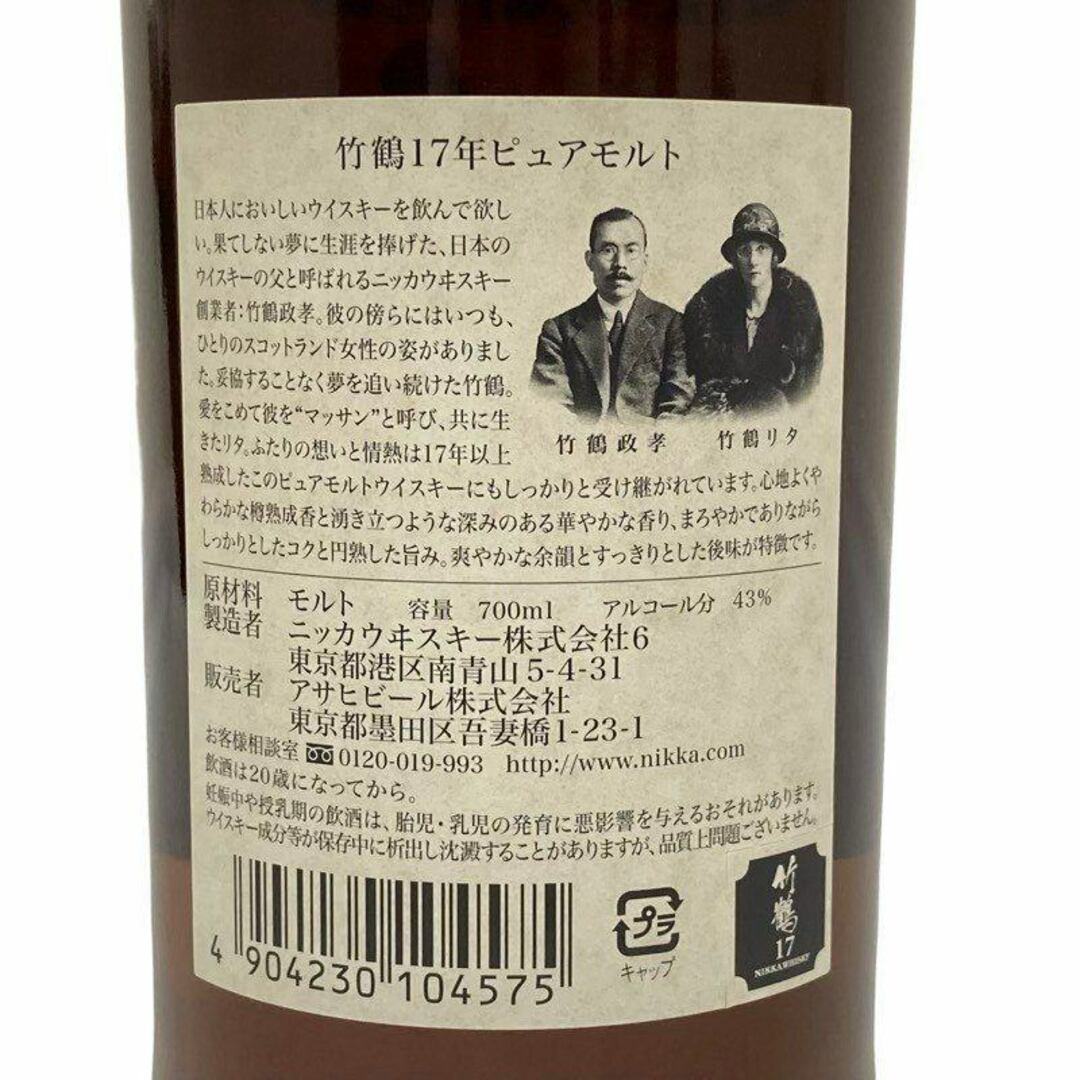 竹鶴17年ピュアモルト
日本人においしいウイスキーを飲んで欲し
い。果てしない夢に生涯を捧げた、日本の
ウイスキーの父と呼ばれるニッカウヰスキー
創業者：竹鶴政孝。彼の傍らにはいつも、
ひとりのスコットランド女性の姿がありまし
た。妥協することなく夢を追い続けた竹鶴。
愛をこめて彼を“マッサン”と呼び、共に生
きたリタ。ふたりの想いと情熱は17年以上
熟成したこのピュアモルトウイスキーにもしっかりと受け継がれています。心地よくや
わらかな樽熟成香と湧き立つような深みのある華やかな香り、まろやかでありながら
しっかりとしたコクと円熟した旨み。爽やかな余韻とすっきりとした後味が特徴です。
竹鶴政孝 竹鶴リタ
原材料 モルト 容量 700ml アルコール分 43%
製造者 ニッカウヰスキー株式会社6
東京都港区南青山5-4-31
販売者 アサヒビール株式会社
東京都墨田区吾妻橋1-23-1
お客様相談室 0120-019-993 http://www.nikka.com
飲酒は20歳になってから。
妊娠中や授乳期の飲酒は、胎児・乳児の発育に悪影響を与えるおそれがあります。
ウイスキー成分等が保存中に析出し沈澱することがありますが、品質上問題ございません。
4 904230 104575
プラ
キャップ
竹鶴
17
NIKKA WHISKY